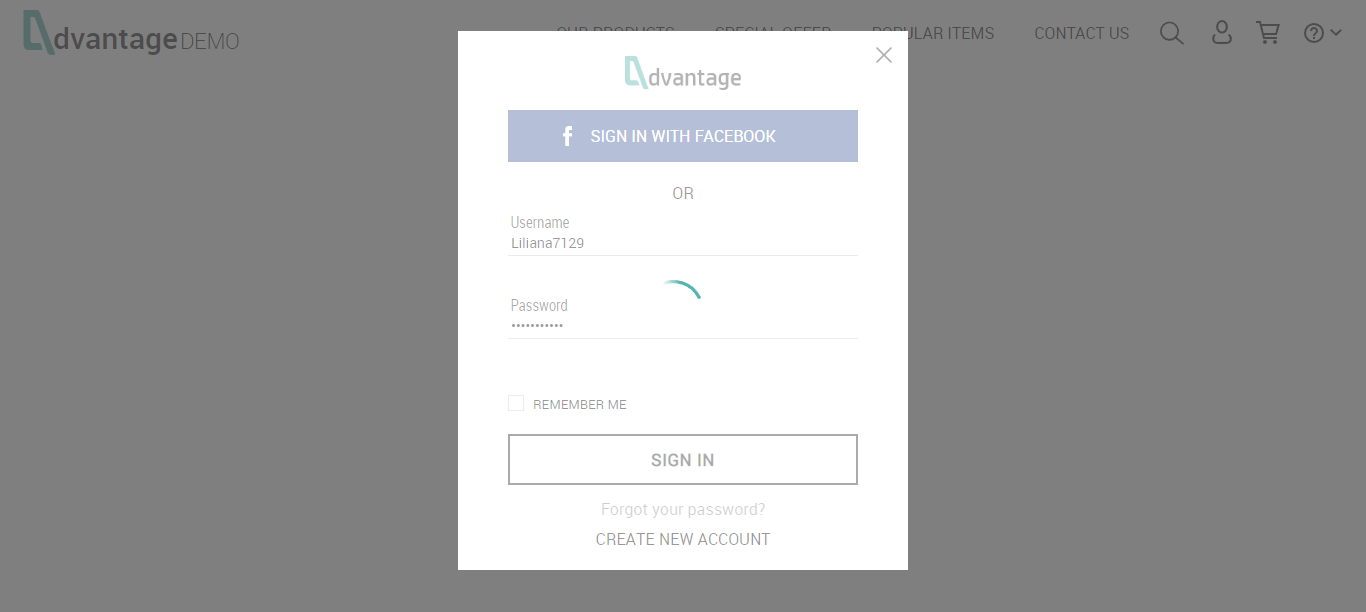 dvantage DEMO
OUR PRODUCTS SPECIAL OFFER POPULAR ITEMS CONTACT US
dvantage
f SIGN IN WITH FACEBOOK
OR
Username
Liliana7129
Password
•••••••••••
REMEMBER ME
SIGN IN
Forgot your password?
CREATE NEW ACCOUNT